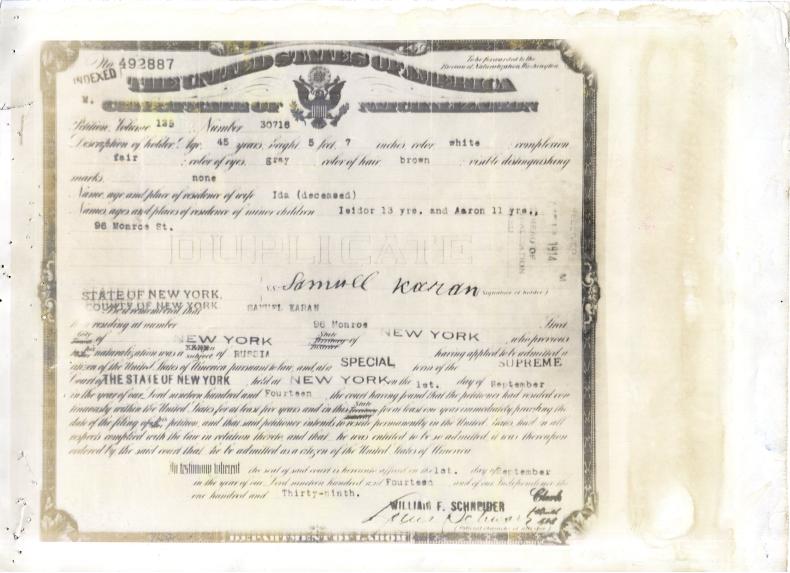 No. 492887
To be forwarded to the
Bureau of Naturalization, Washington
INDEXED
THE UNITED STATES OF AMERICA
CERTIFICATE OF NATURALIZATION
Petition, Volume 125 Number 30718
Description of holder: Age, 45 years; height, 5 feet, 7 inches; color, white; complexion,
fair; color of eyes, gray; color of hair, brown; visible distinguishing
marks, none
Name, age and place of residence of wife Ida (deceased)
Names, ages and places of residence of minor children Isidor 13 yrs. and Aaron 11 yrs.,
96 Monroe St.
DUPLICATE
1914
Samuell Karan
(Signature of holder)
STATE OF NEW YORK,
COUNTY OF NEW YORK.
Be it remembered that SAMUEL KARAN
residing at number 96 Monroe Street
City of NEW YORK State NEW YORK, who previous
to his naturalization was a subject of RUSSIA having applied to be admitted a
citizen of the United States of America pursuant to law, and at a SPECIAL term of the SUPREME
Court of THE STATE OF NEW YORK held at NEW YORK on the 1st. day of September
in the year of our Lord nineteen hundred and Fourteen, the court having found that the petitioner had resided con-
tinuously within the United States for at least five years and in this State for at least one year immediately preceding the
date of the filing of his petition, and that said petitioner intends to reside permanently in the United States, had in all
respects complied with the law in relation thereto, and that he was entitled to be so admitted, it was thereupon
ordered by the said court that he be admitted as a citizen of the United States of America.
In testimony whereof the seal of said court is hereunto affixed on the 1st. day of September
in the year of our Lord nineteen hundred and Fourteen and of our Independence the
one hundred and Thirty-ninth.
WILLIAM F. SCHNEIDER
Clerk
(Official character of attestor)
DEPARTMENT OF LABOR